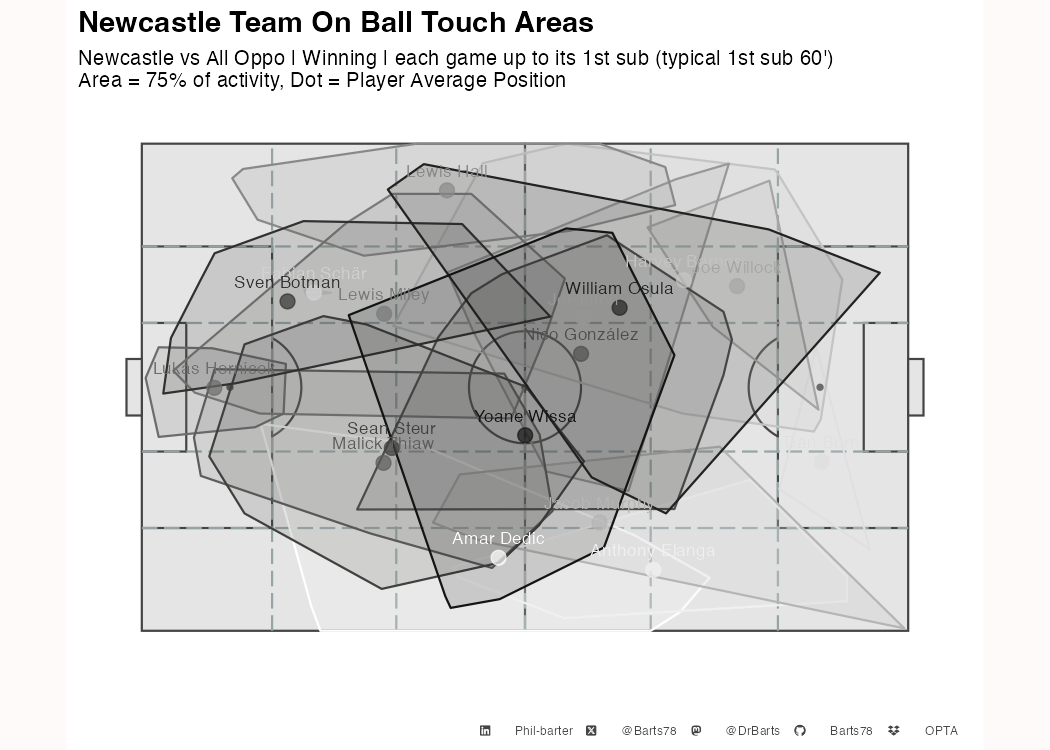 Newcastle Team On Ball Touch Areas
Newcastle vs All Oppo | Winning | each game up to its 1st sub (typical 1st sub 60')
Area = 75% of activity, Dot = Player Average Position
Lewis Hall
Fabian Schär
Sven Botman
Lewis Miley
Harvey
Joe Willock
William Osula
Nico González
Lukas Hornicek
Yoane Wissa
Sean Steur
Malick Thiaw
Jacob Murphy
Amar Dedic
Anthony Elanga
Phil-barter @Barts78 @DrBarts Barts78 OPTA